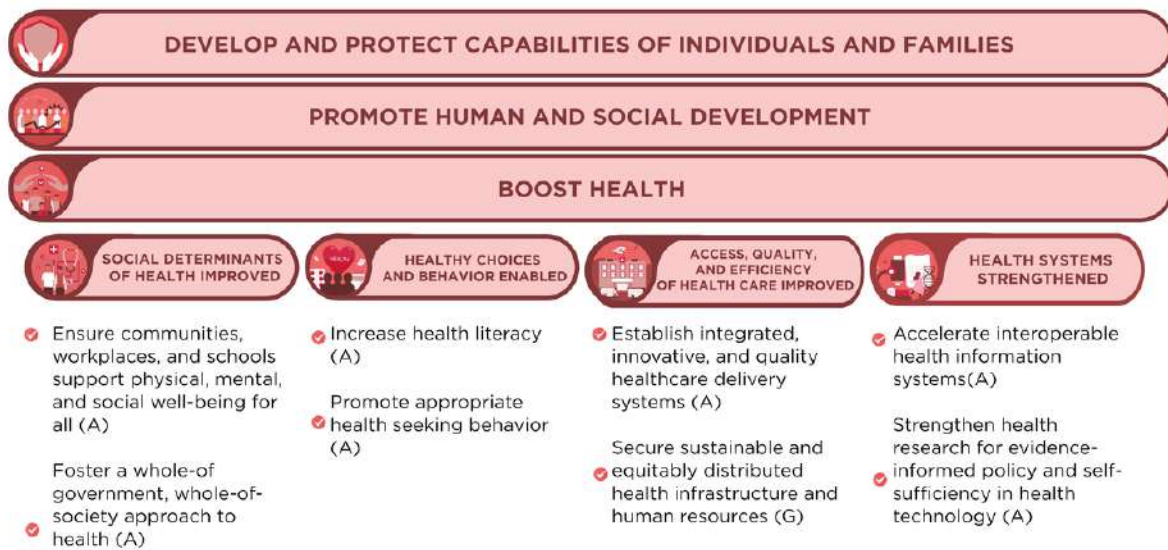 DEVELOP AND PROTECT CAPABILITIES OF INDIVIDUALS AND FAMILIES
PROMOTE HUMAN AND SOCIAL DEVELOPMENT
BOOST HEALTH
SOCIAL DETERMINANTS
OF HEALTH IMPROVED
Ensure communities,
workplaces, and schools
support physical, mental,
and social well-being for
all (A)
Foster a whole-of
government, whole-of-
society approach to
health (A)
HEALTH
HEALTHY CHOICES
AND BEHAVIOR ENABLED
Increase health literacy
(A)
Promote appropriate
health seeking behavior
(A)
ACCESS, QUALITY,
AND EFFICIENCY
OF HEALTH CARE IMPROVED
Establish integrated,
innovative, and quality
healthcare delivery
systems (A)
Secure sustainable and
equitably distributed
health infrastructure and
human resources (G)
HEALTH SYSTEMS
STRENGTHENED
Accelerate interoperable
health information
systems(A)
Strengthen health
research for evidence-
informed policy and self-
sufficiency in health
technology (A)